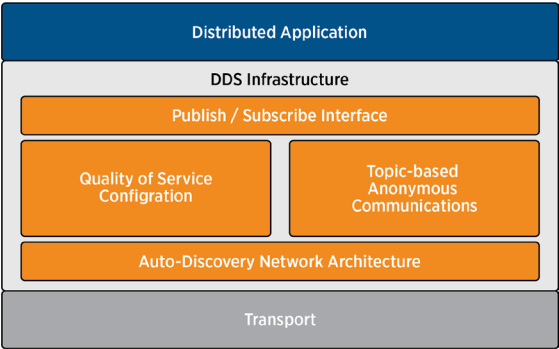 Distributed Application
DDS Infrastructure
Publish / Subscribe Interface
Quality of Service
Configration
Topic-based
Anonymous
Communications
Auto-Discovery Network Architecture
Transport